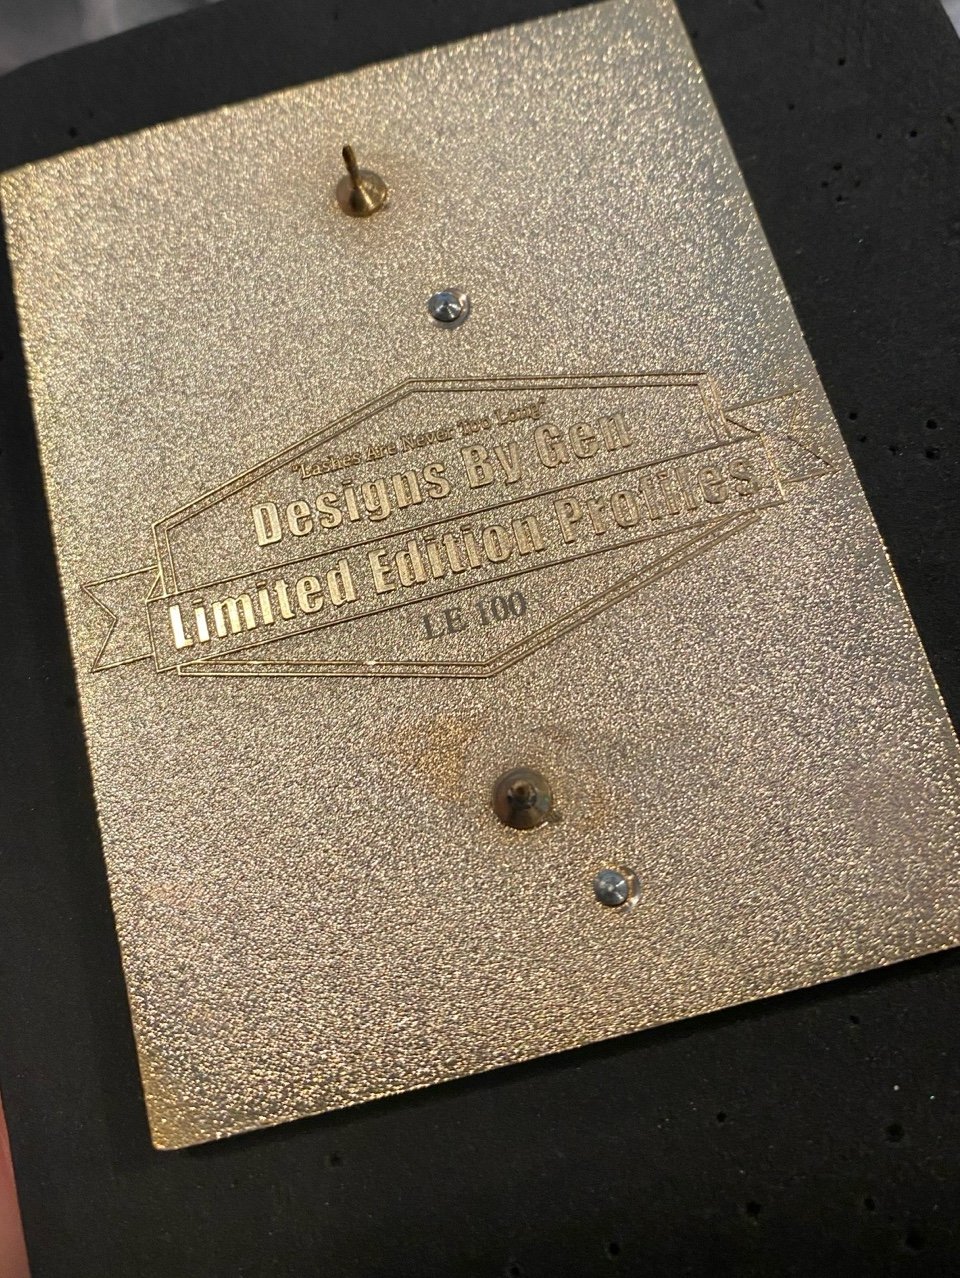 "Lashes Are Never Too Long"
Designs By Gen
Limited Edition Profiles
LE 100